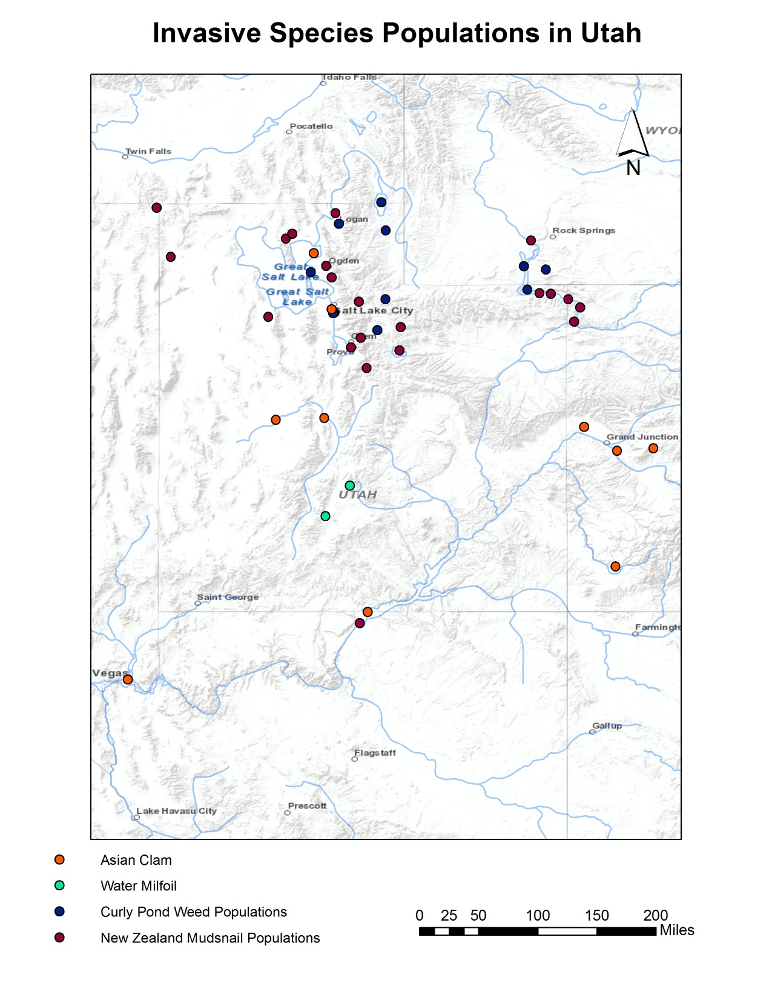 Invasive Species Populations in Utah
Idaho Falls
Pocatello
WYOI
Twin Falls
N
Logan
Rock Springs
Ogden
Great
Salt Lake
Great Salt
Lake
Salt Lake City
Orem
Provo
Grand Junction
UTAH
Saint George
Farmingto
Vegas
Gallup
Flagstaff
Prescott
Lake Havasu City
Asian Clam
Water Milfoil
Curly Pond Weed Populations
New Zealand Mudsnail Populations
0 25 50 100 150 200
Miles